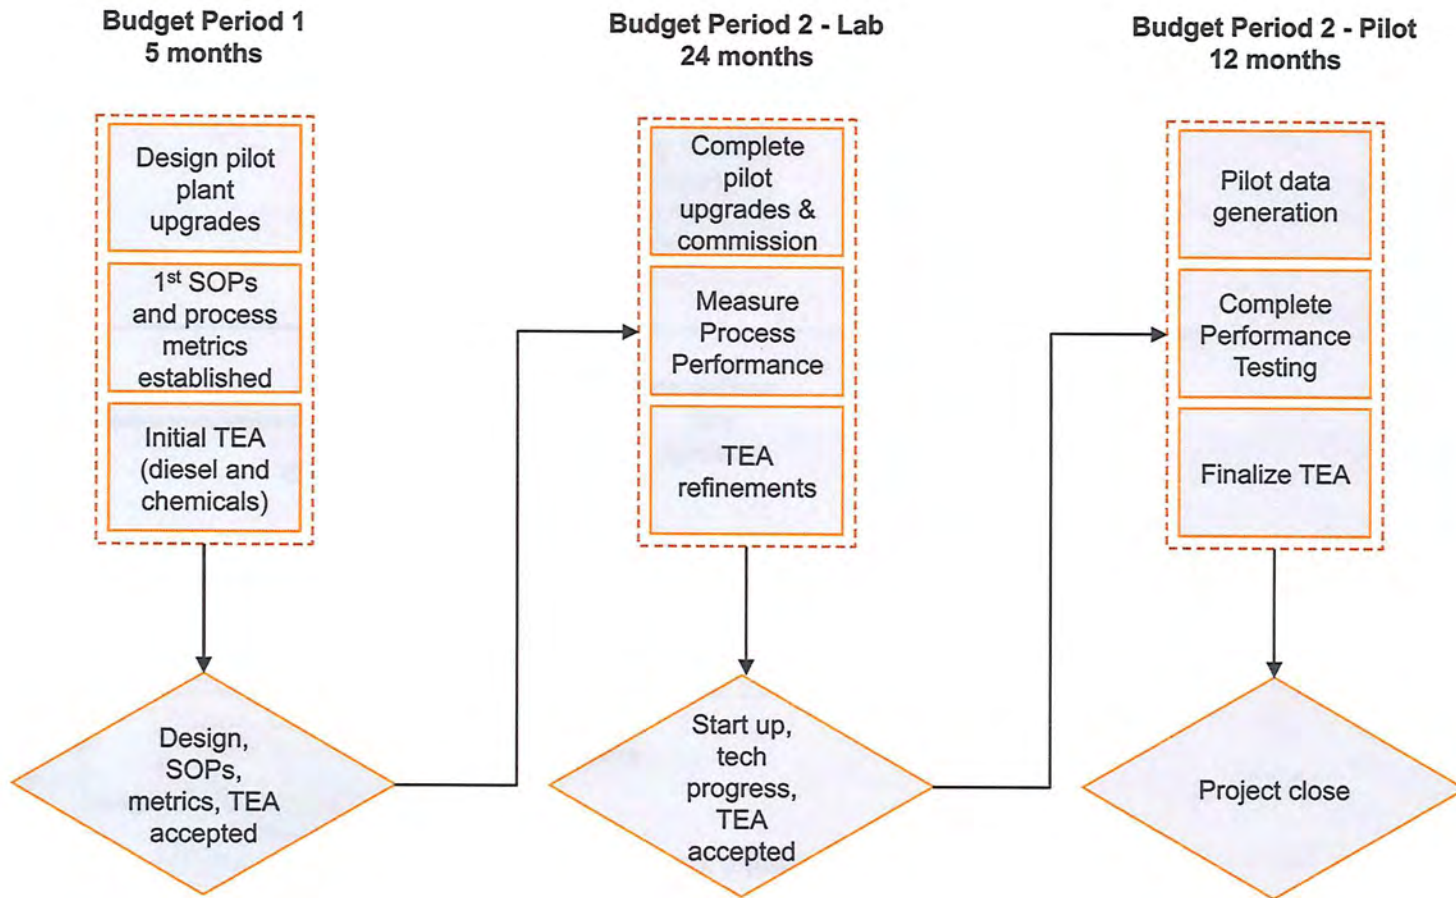 Budget Period 1
5 months
Design pilot
plant
upgrades
1st SOPs
and process
metrics
established
Initial TEA
(diesel and
chemicals)
Design,
SOPs,
metrics, TEA
accepted
Budget Period 2 - Lab
24 months
Complete
pilot
upgrades &
commission
Measure
Process
Performance
TEA
refinements
Start up,
tech
progress,
TEA
accepted
Budget Period 2 - Pilot
12 months
Pilot data
generation
Complete
Performance
Testing
Finalize TEA
Project close